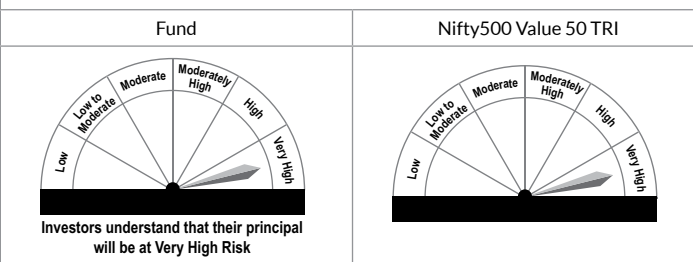 Fund
Nifty500 Value 50 TRI
Low
Low to
Moderate
Moderate
Moderately
High
High
Very High
Low
Low to
Moderate
Moderate
Moderately
High
High
Very High
Investors understand that their principal
will be at Very High Risk